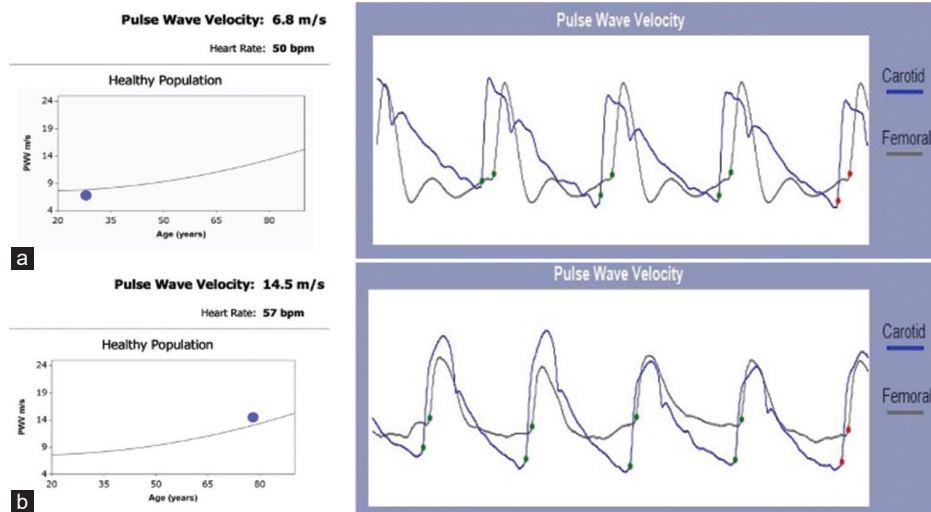 Pulse Wave Velocity: 6.8 m/s
Heart Rate: 50 bpm
Healthy Population
24
19
14
9
4
PWV m/s
20 35 50 65 80
Age (years)
a
Pulse Wave Velocity
Carotid
Femoral
Pulse Wave Velocity: 14.5 m/s
Heart Rate: 57 bpm
Healthy Population
24
19
14
9
4
PWV m/s
20 35 50 65 80
Age (years)
b
Pulse Wave Velocity
Carotid
Femoral